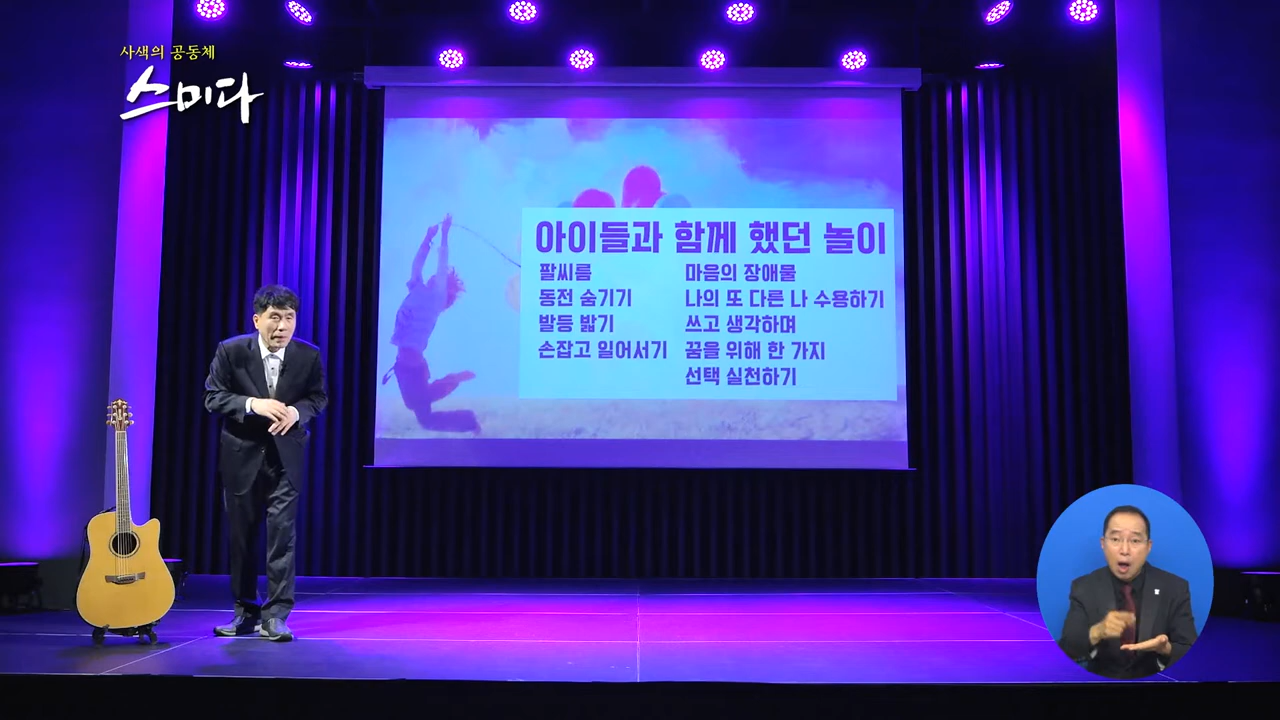 사색의 공동체
스미다
아이들과 함께 했던 놀이
팔씨름
동전 숨기기
발등 밟기
손잡고 일어서기
마음의 장애물
나의 또 다른 나 수용하기
쓰고 생각하며
꿈을 위해 한 가지
선택 실천하기